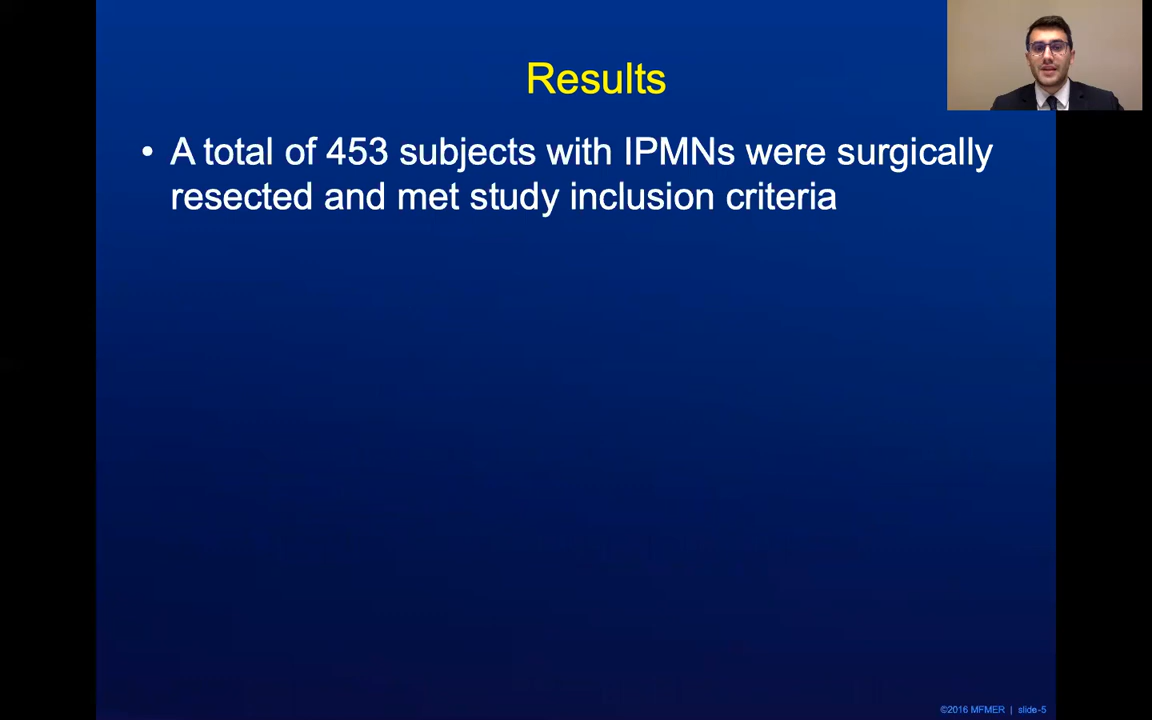 Results
• A total of 453 subjects with IPMNs were surgically
resected and met study inclusion criteria
©2016 MFMER | slide-5